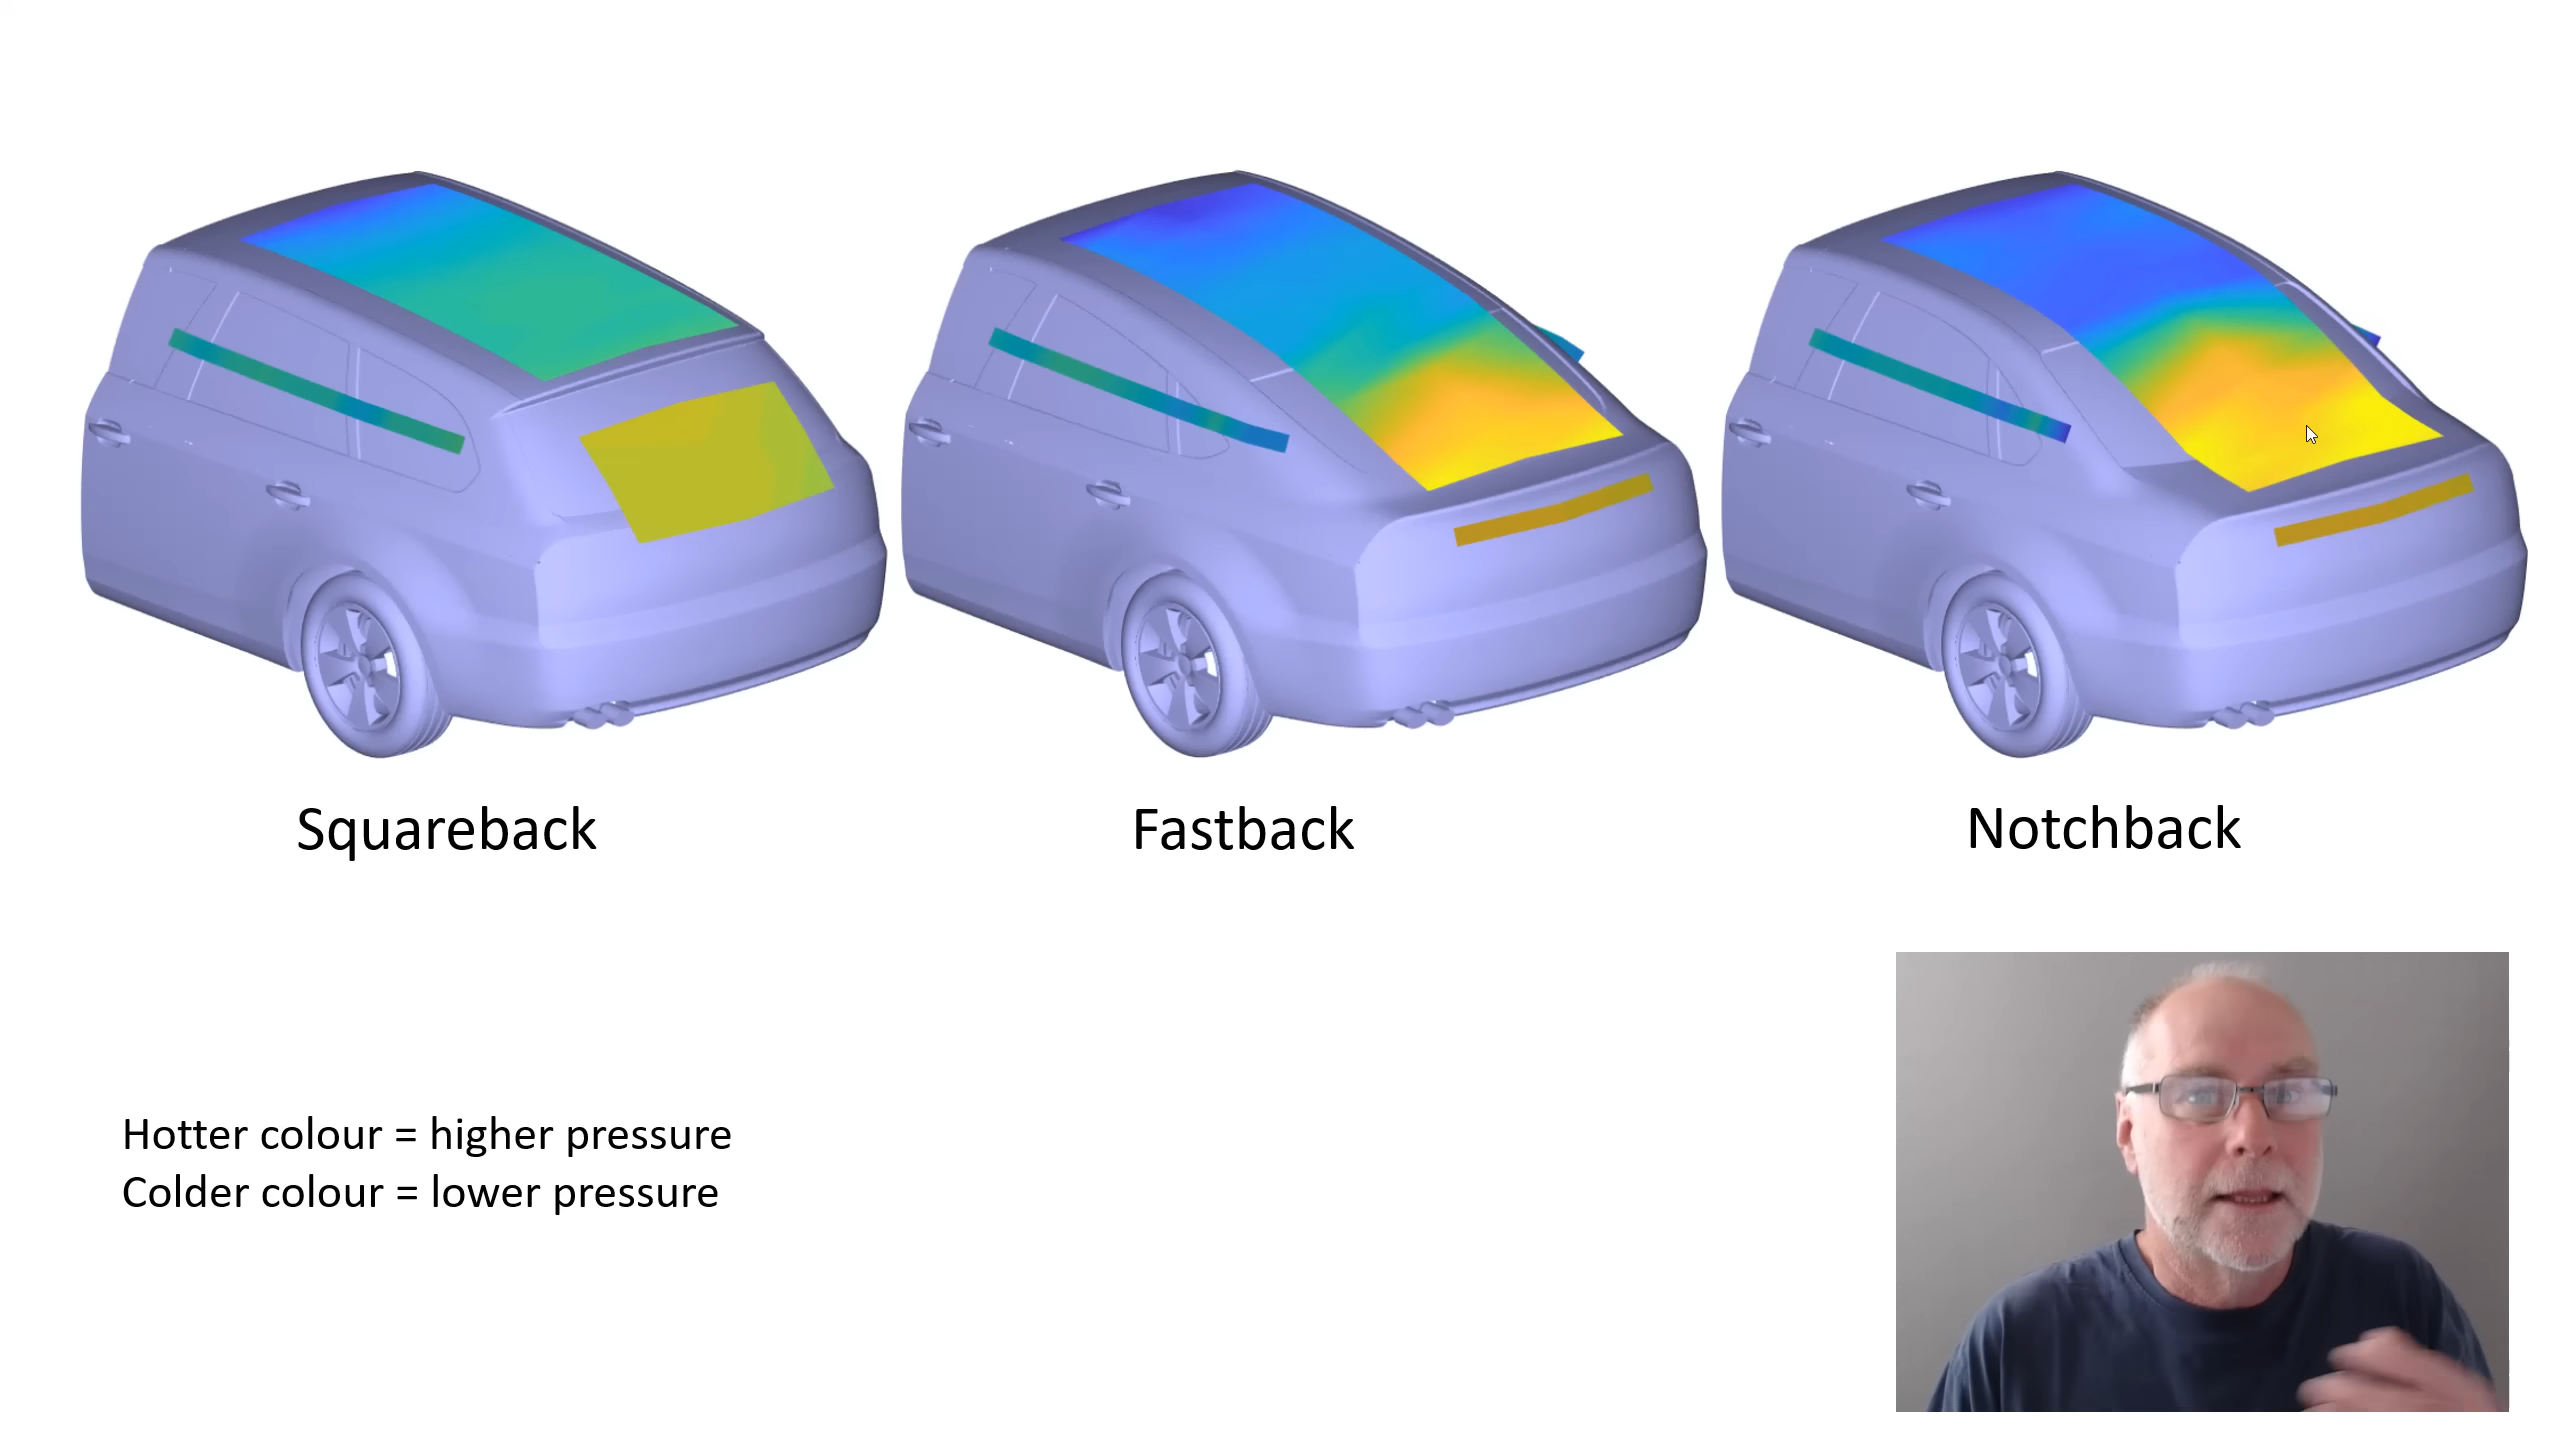 Squareback
Fastback
Notchback
Hotter colour = higher pressure
Colder colour = lower pressure